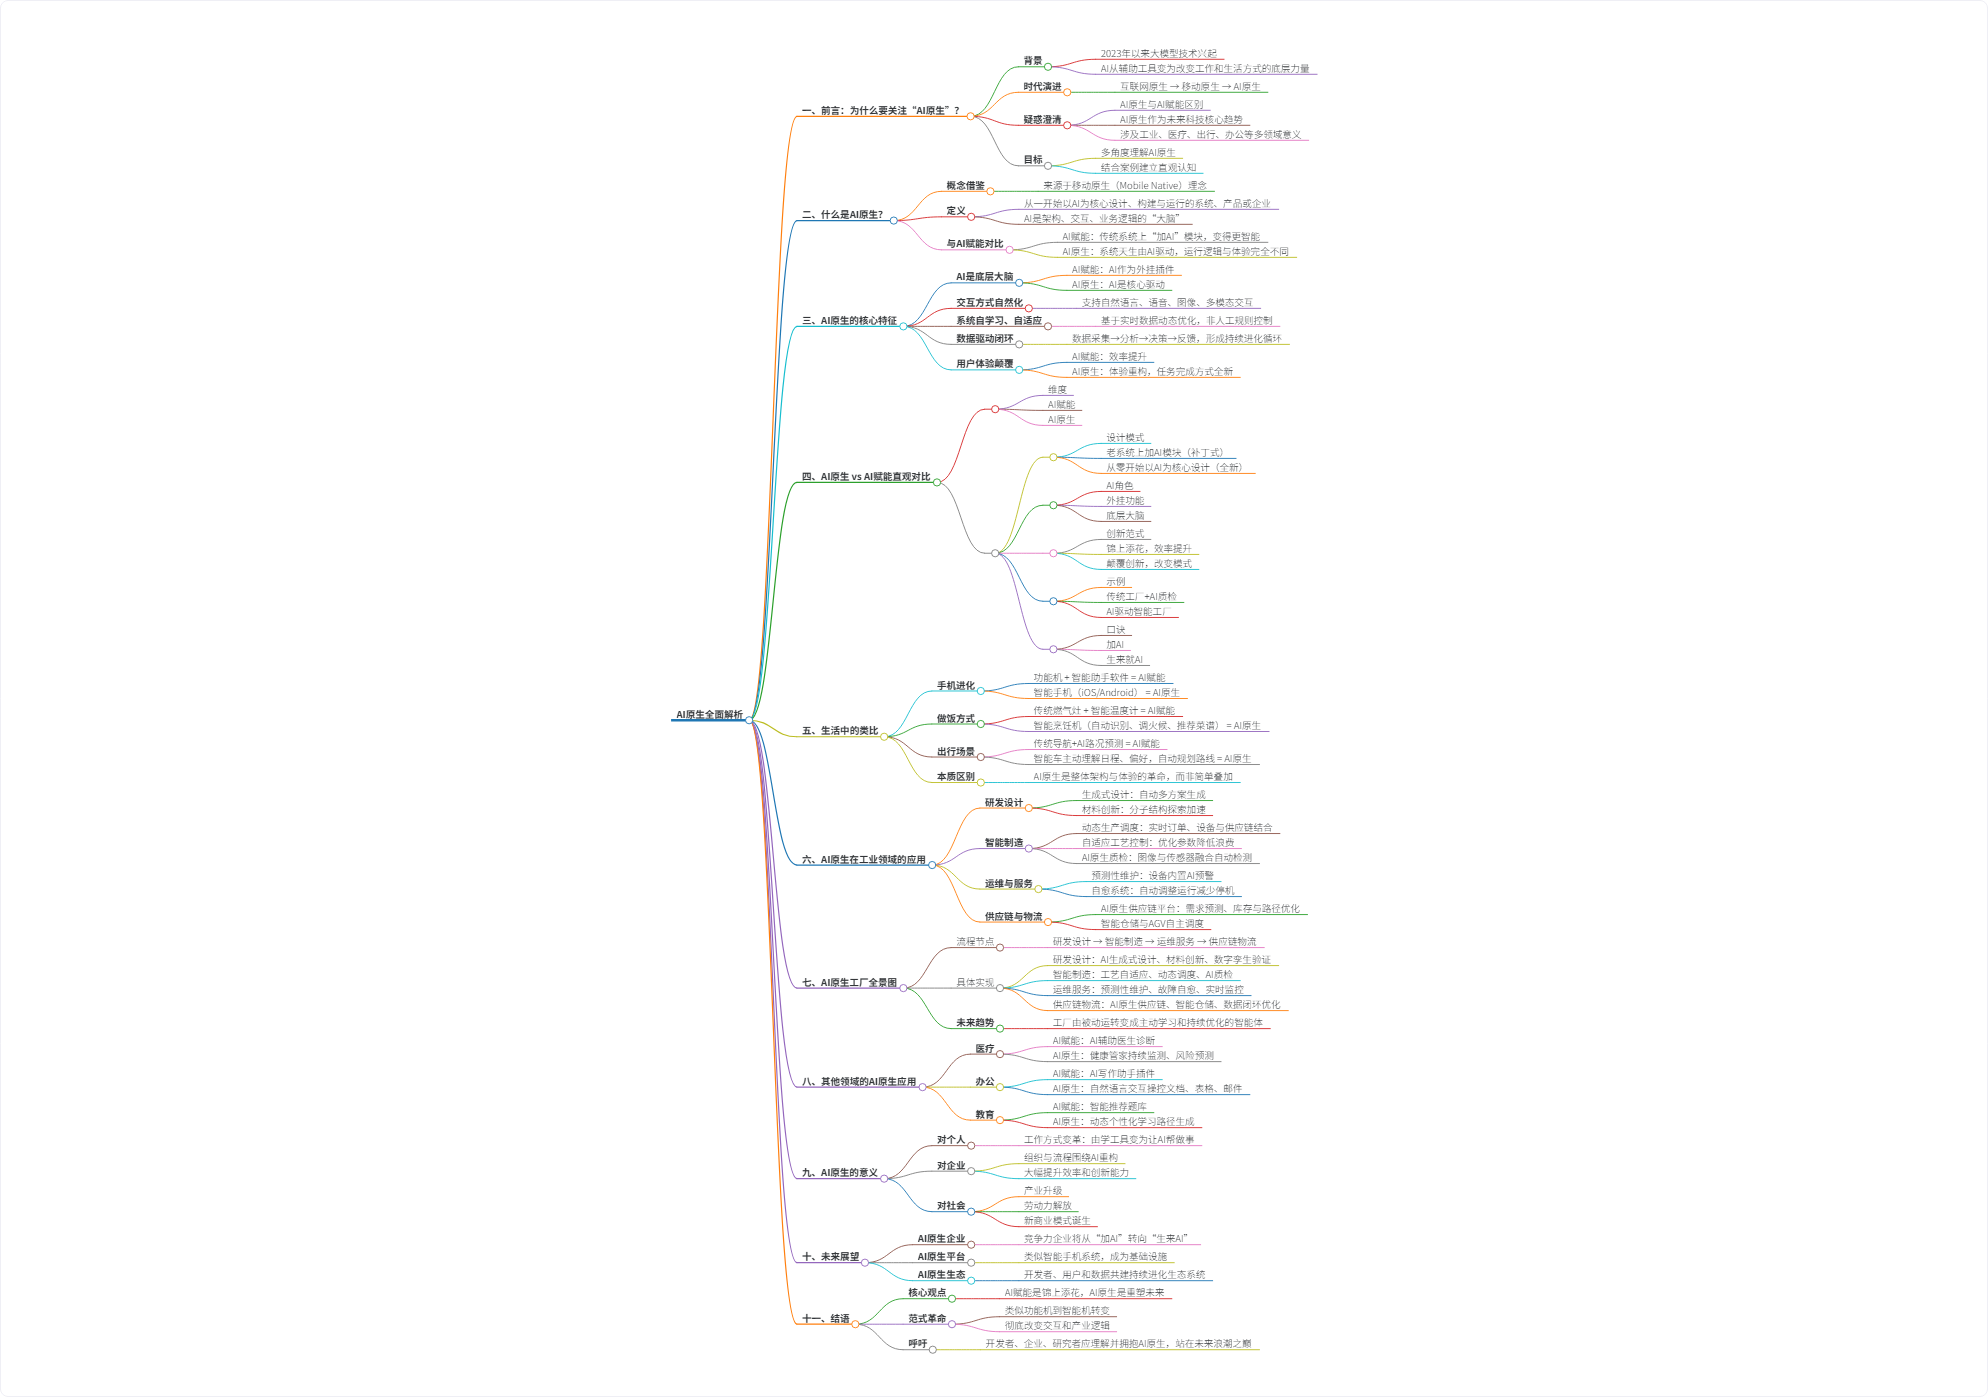 AI原生全面解析
一、前言：为什么要关注“AI原生”？
背景
2023年以来大模型技术兴起
AI从辅助工具变为改变工作和生活方式的底层力量
时代演进
互联网原生 → 移动原生 → AI原生
疑惑澄清
AI原生与AI赋能区别
AI原生作为未来科技核心趋势
涉及工业、医疗、出行、办公等多领域意义
目标
多角度理解AI原生
结合案例建立直观认知
二、什么是AI原生？
概念借鉴
来源于移动原生（Mobile Native）理念
定义
从一开始以AI为核心设计、构建与运行的系统、产品或企业
AI是架构、交互、业务逻辑的“大脑”
与AI赋能对比
AI赋能：传统系统上“加AI”模块，变得更智能
AI原生：系统天生由AI驱动，运行逻辑与体验完全不同
三、AI原生的核心特征
AI是底层大脑
AI赋能：AI作为外挂插件
AI原生：AI是核心驱动
交互方式自然化
支持自然语言、语音、图像、多模态交互
系统自学习、自适应
基于实时数据动态优化，非人工规则控制
数据驱动闭环
数据采集→分析→决策→反馈，形成持续进化循环
用户体验颠覆
AI赋能：效率提升
AI原生：体验重构，任务完成方式全新
四、AI原生 vs AI赋能直观对比
维度
AI赋能
AI原生
设计模式
老系统上加AI模块（补丁式）
从零开始以AI为核心设计（全新）
AI角色
外挂功能
底层大脑
创新范式
锦上添花，效率提升
颠覆创新，改变模式
示例
传统工厂+AI质检
AI驱动智能工厂
口诀
加AI
生来就AI
五、生活中的类比
手机进化
功能机 + 智能助手软件 = AI赋能
智能手机（iOS/Android） = AI原生
做饭方式
传统燃气灶 + 智能温度计 = AI赋能
智能烹饪机（自动识别、调火候、推荐菜谱） = AI原生
出行场景
传统导航+AI路况预测 = AI赋能
智能车主动理解日程、偏好，自动规划路线 = AI原生
本质区别
AI原生是整体架构与体验的革命，而非简单叠加
六、AI原生在工业领域的应用
研发设计
生成式设计：自动多方案生成
材料创新：分子结构探索加速
智能制造
动态生产调度：实时订单、设备与供应链结合
自适应工艺控制：优化参数降低浪费
AI原生质检：图像与传感器融合自动检测
运维与服务
预测性维护：设备内置AI预警
自愈系统：自动调整运行减少停机
供应链与物流
AI原生供应链平台：需求预测、库存与路径优化
智能仓储与AGV自主调度
七、AI原生工厂全景图
流程节点
研发设计 → 智能制造 → 运维服务 → 供应链物流
具体实现
研发设计：AI生成式设计、材料创新、数字孪生验证
智能制造：工艺自适应、动态调度、AI质检
运维服务：预测性维护、故障自愈、实时监控
供应链物流：AI原生供应链、智能仓储、数据闭环优化
未来趋势
工厂由被动运转变成主动学习和持续优化的智能体
八、其他领域的AI原生应用
医疗
AI赋能：AI辅助医生诊断
AI原生：健康管家持续监测、风险预测
办公
AI赋能：AI写作助手插件
AI原生：自然语言交互操控文档、表格、邮件
教育
AI赋能：智能推荐题库
AI原生：动态个性化学习路径生成
九、AI原生的意义
对个人
工作方式变革：由学工具变为让AI帮做事
对企业
组织与流程围绕AI重构
大幅提升效率和创新能力
对社会
产业升级
劳动力解放
新商业模式诞生
十、未来展望
AI原生企业
竞争力企业将从“加AI”转向“生来AI”
AI原生平台
类似智能手机系统，成为基础设施
AI原生生态
开发者、用户和数据共建持续进化生态系统
十一、结语
核心观点
AI赋能是锦上添花，AI原生是重塑未来
范式革命
类似功能机到智能机转变
彻底改变交互和产业逻辑
呼吁
开发者、企业、研究者应理解并拥抱AI原生，站在未来浪潮之巅